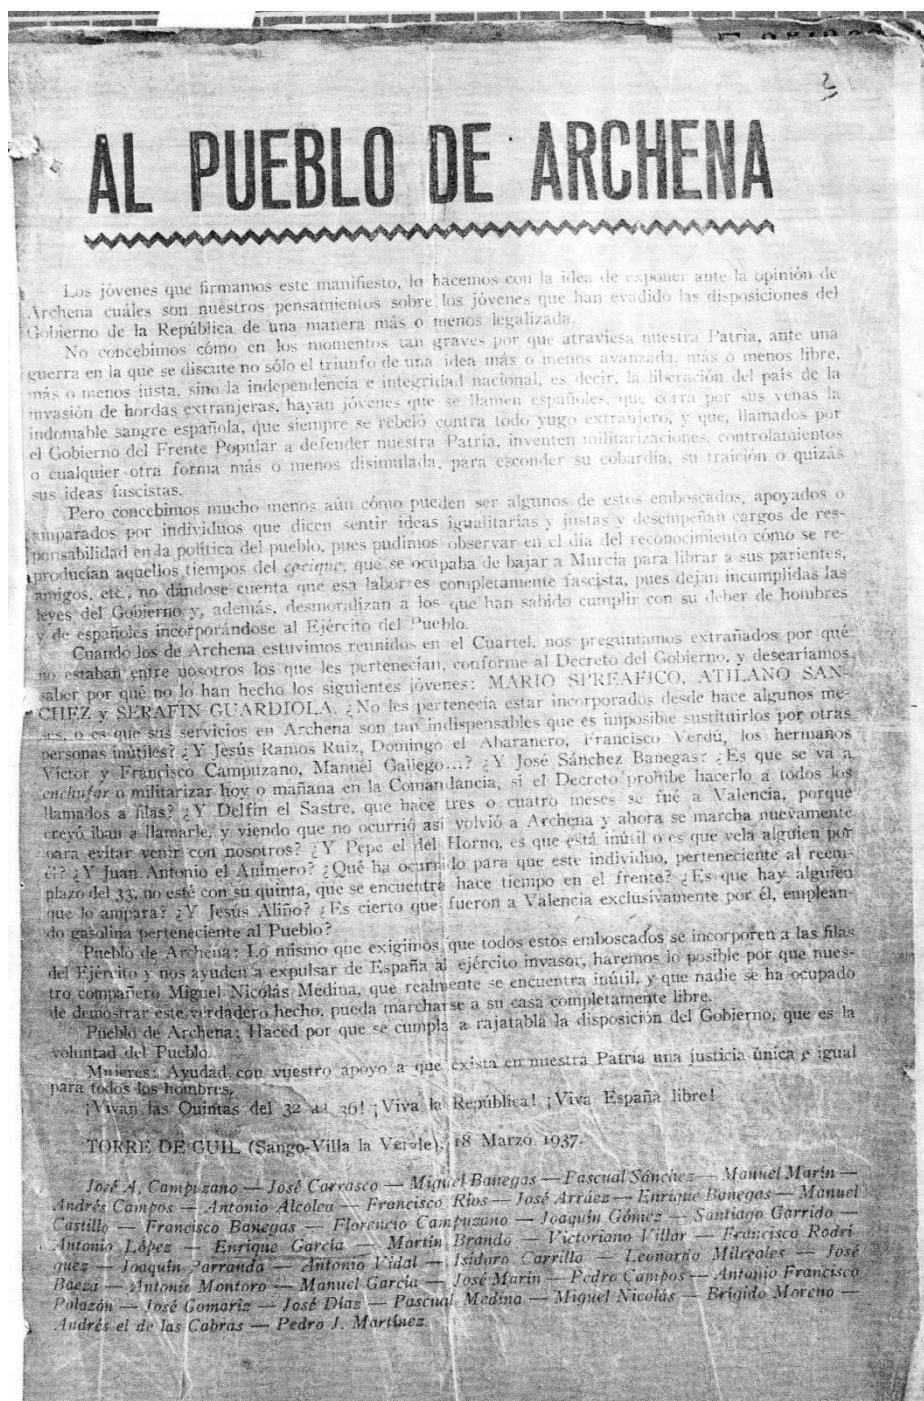 AL PUEBLO DE ARCHENA
Los jóvenes que firmamos este manifiesto, lo hacemos con la idea de exponer ante la opinión de
Archena cuáles son nuestros pensamientos sobre los jóvenes que han evadido las disposiciones del
Gobierno de la República de una manera más o menos legalizada.
No concebimos cómo en los momentos tan graves por que atraviesa nuestra Patria, ante una
guerra en la que se discute no sólo el triunfo de una idea más o menos avanzada, más o menos libre,
más o menos justa, sino la independencia e integridad nacional, es decir, la liberación del país de la
invasión de hordas extranjeras, hayan jóvenes que se llamen españoles, que corra por sus venas la
indomable sangre española, que siempre se rebeló contra todo yugo extranjero, y que, llamados por
el Gobierno del Frente Popular a defender nuestra Patria, inventen militarizaciones, controlamientos
o cualquier otra forma más o menos disimulada, para esconder su cobardía, su traición o quizás
sus ideas fascistas.
Pero concebimos mucho menos aún cómo pueden ser algunos de estos emboscados, apoyados o
amparados por individuos que dicen sentir ideas igualitarias y justas y desempeñan cargos de res-
ponsabilidad en la política del pueblo, pues pudimos observar en el día del reconocimiento cómo se re-
producían aquellos tiempos del cacique, que se ocupaba de bajar a Murcia para librar a sus parientes,
amigos, etc., no dándose cuenta que esa labor es completamente fascista, pues dejan incumplidas las
leyes del Gobierno y, además, desmoralizan a los que han sabido cumplir con su deber de hombres
y de españoles incorporándose al Ejército del Pueblo.
Cuando los de Archena estuvimos reunidos en el Cuartel, nos preguntamos extrañados por qué
no estaban entre nosotros los que les pertenecían, conforme al Decreto del Gobierno, y desearíamos
saber por qué no lo han hecho los siguientes jóvenes: MARIO SPREAFICO, ATILANO SAN-
CHEZ y SERAFIN GUARDIOLA. ¿No les pertenecía estar incorporados desde hace algunos me-
ses, o es que sus servicios en Archena son tan indispensables que es imposible sustituirlos por otras
personas inútiles? ¿Y Jesús Ramos Ruiz, Domingo el Abaranero, Francisco Verdú, los hermanos
Víctor y Francisco Campuzano, Manuel Gallego...? ¿Y José Sánchez Banegas? ¿Es que se va a
enchufar o militarizar hoy o mañana en la Comandancia, si el Decreto prohibe hacerlo a todos los
llamados a filas? ¿Y Delfín el Sastre, que hace tres o cuatro meses se fué a Valencia, porque
creyó iban a llamarle, y viendo que no ocurrió así volvió a Archena y ahora se marcha nuevamente
para evitar venir con nosotros? ¿Y Pepe el del Horno, es que está inútil o es que vela alguien por
él? ¿Y Juan Antonio el Animero? ¿Qué ha ocurrido para que este individuo, perteneciente al reem-
plazo del 33, no esté con su quinta, que se encuentra hace tiempo en el frente? ¿Es que hay alguien
que lo ampara? ¿Y Jesús Aliño? ¿Es cierto que fueron a Valencia exclusivamente por él, emplean-
do gasolina perteneciente al Pueblo?
Pueblo de Archena: Lo mismo que exigimos que todos estos emboscados se incorporen a las filas
del Ejército y nos ayuden a expulsar de España al ejército invasor, haremos lo posible por que nues-
tro compañero Miguel Nicolás Medina, que realmente se encuentra inútil, y que nadie se ha ocupado
de demostrar este verdadero hecho, pueda marcharse a su casa completamente libre.
Pueblo de Archena: Haced por que se cumpla a rajatabla la disposición del Gobierno, que es la
voluntad del Pueblo.
Mujeres: Ayudad con vuestro apoyo a que exista en nuestra Patria una justicia única e igual
para todos los hombres.
¡Vivan las Quintas del 32 al 36! ¡Viva la República! ¡Viva España libre!
TORRE DE GUIL (Sango-Villa la Verde), 18 Marzo 1937.
José A. Campuzano — José Carrasco — Miguel Banegas — Pascual Sánchez — Manuel Marín —
Andrés Campos — Antonio Alcolea — Francisco Ríos — José Arráez — Enrique Banegas — Manuel
Castillo — Francisco Banegas — Florencio Campuzano — Joaquín Gómez — Santiago Garrido —
Antonio López — Enrique García — Martín Brando — Victoriano Villar — Francisco Rodrí
guez — Joaquín Parranda — Antonio Vidal — Isidoro Carrillo — Leonardo Milreales — José
Baeza — Antonio Montoro — Manuel García — José Marín — Pedro Campos — Antonio Francisco
Palazón — José Gomariz — José Díaz — Pascual Medina — Miguel Nicolás — Brígido Moreno —
Andrés el de las Cabras — Pedro J. Martínez.